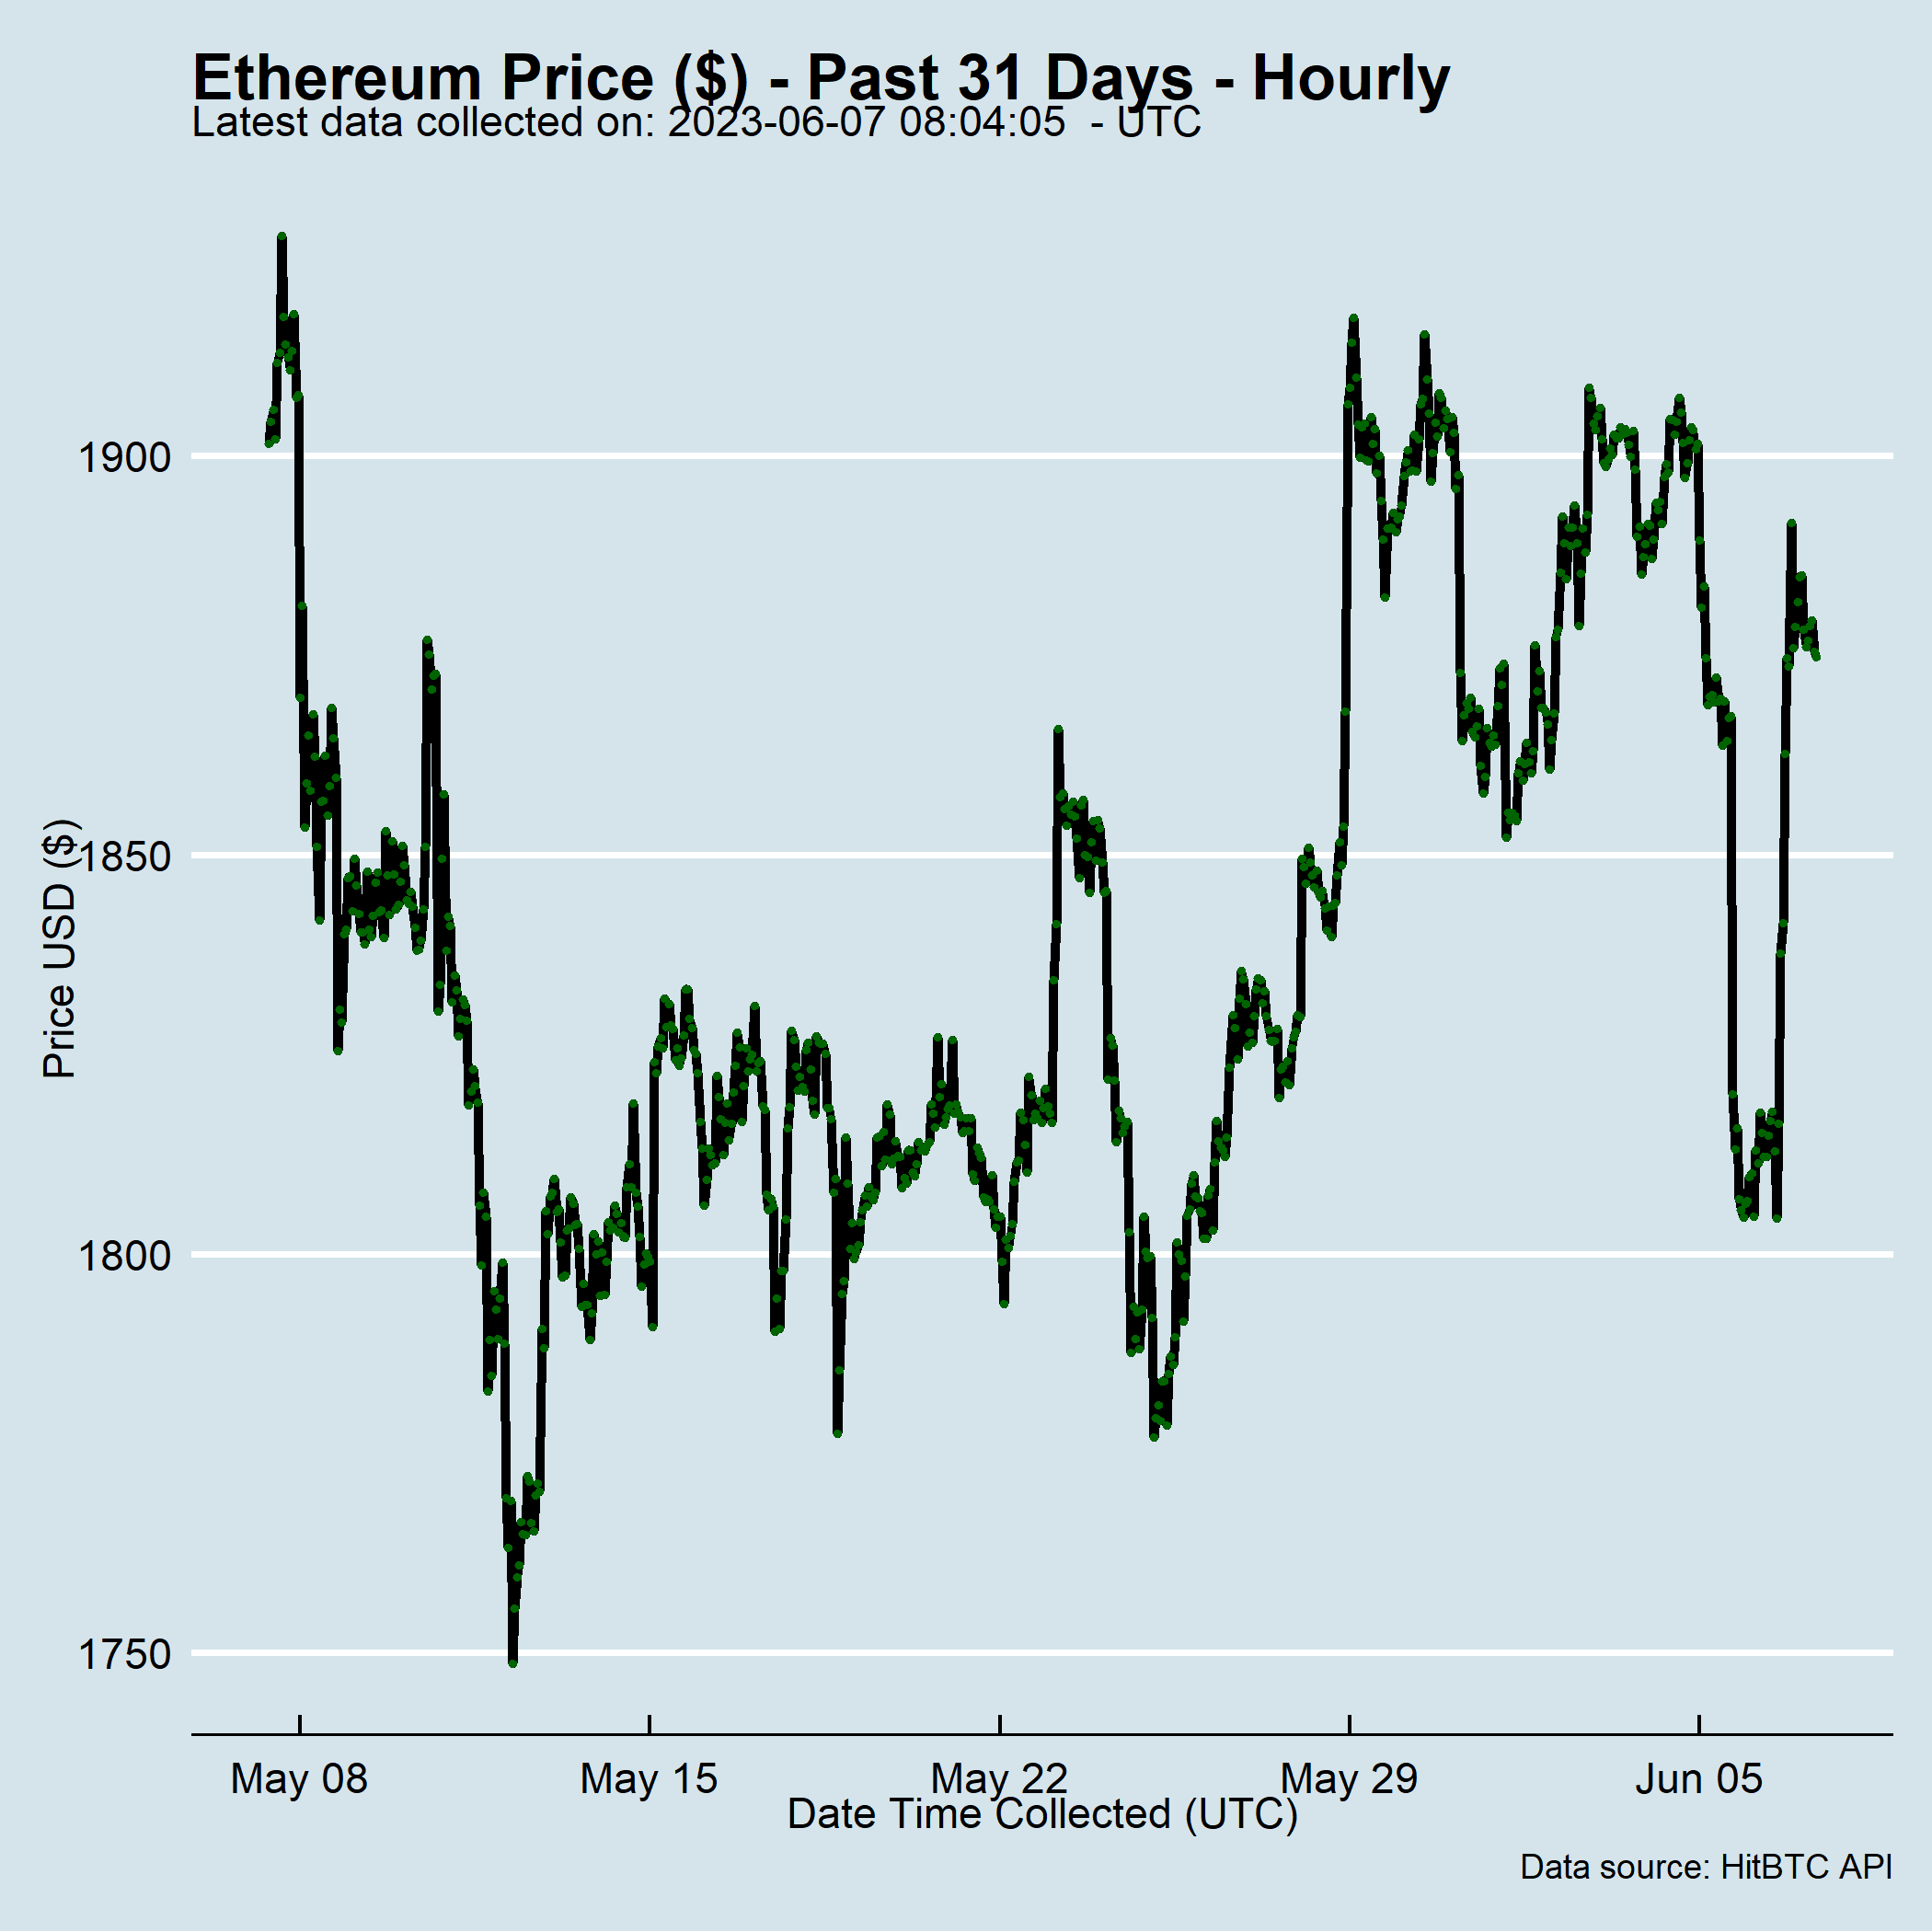 Ethereum Price ($) - Past 31 Days - Hourly
Latest data collected on: 2023-06-07 08:04:05  - UTC
Price USD ($)
1900
1850
1800
1750
May 08
May 15
May 22
May 29
Jun 05
Date Time Collected (UTC)
Data source: HitBTC API